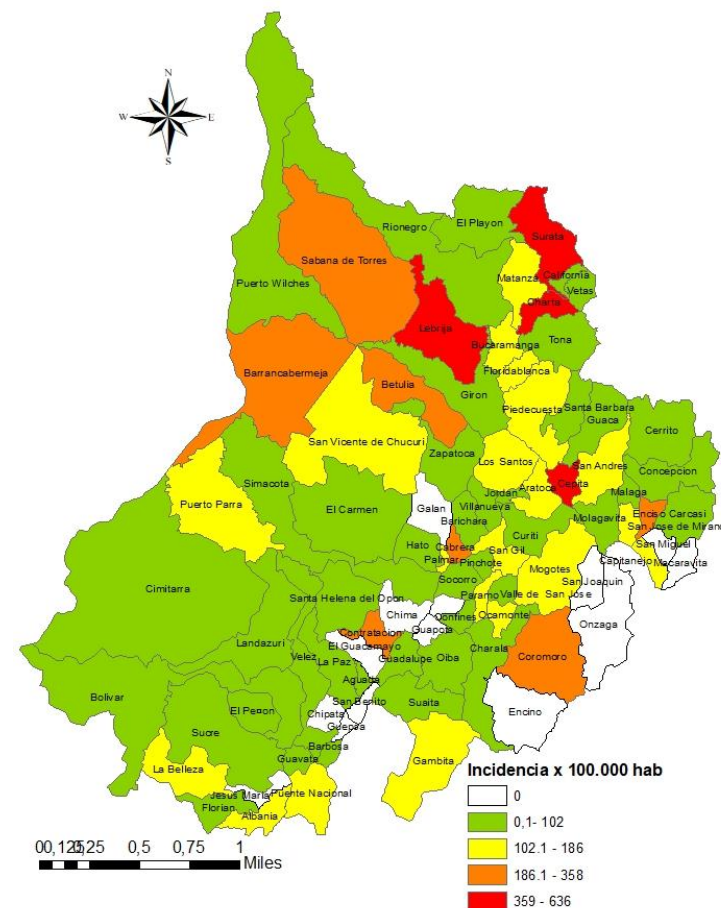 N
W E
S
Rionegro
El Playon
Surata
Sabana de Torres
Matanza
California
Puerto Wilches
Vetas
Charta
Lebrija
Bucaramanga
Tona
Barrancabermeja
Floridablanca
Betulia
Giron
Piedecuesta
Santa Barbara
Guaca
San Vicente de Chucuri
Cerrito
Zapatoca
Los Santos
San Andres
Simacota
Cepita
Concepcion
Puerto Parra
Jordan
Aratoca
Malaga
El Carmen
Galan
Villanueva
Enciso
Carcasi
Barichara
Molagavita
San Jose de Miran
Curiti
Hato
Cabrera
San Gil
San Miguel
Palmar
Pinchote
Capitanejo
Macaravita
Cimitarra
Mogotes
San Joaquin
Socorro
Santa Helena del Opon
Paramo
Valle de San Jose
Chima
Confines
Ocamonte
Onzaga
Guapota
Contratacion
Landazuri
El Guacamayo
Charala
Velez
La Paz
Guadalupe
Oiba
Coromoro
Aguada
Bolivar
San Benito
Suaita
El Peñon
Chipata
Encino
Sucre
Guepsa
Barbosa
Guavata
Gambita
La Belleza
Jesus Maria
Puente Nacional
Florian
Albania
Incidencia x 100.000 hab
0
0,1- 102
102.1 - 186
186.1 - 358
359 - 636
00,1250,25 0,5 0,75 1
Miles